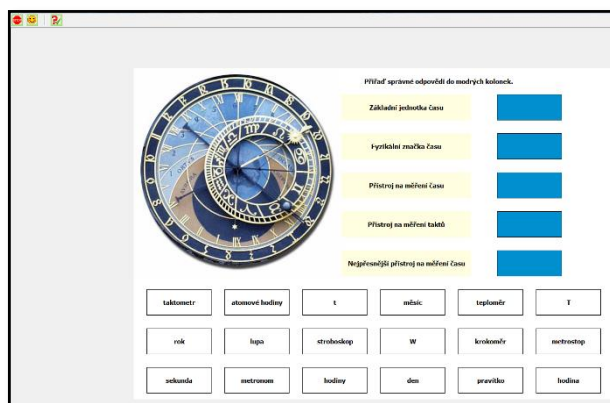 Přiřaď správné odpovědi do modrých kolonek.
Základní jednotka času
Fyzikální značka času
Přístroj na měření času
Přístroj na měření taktů
Nejpřesnější přístroj na měření času
taktometr atomové hodiny t měsíc teploměr T
rok lupa stroboskop W krokoměr metrostop
sekunda metronom hodiny den pravítko hodina